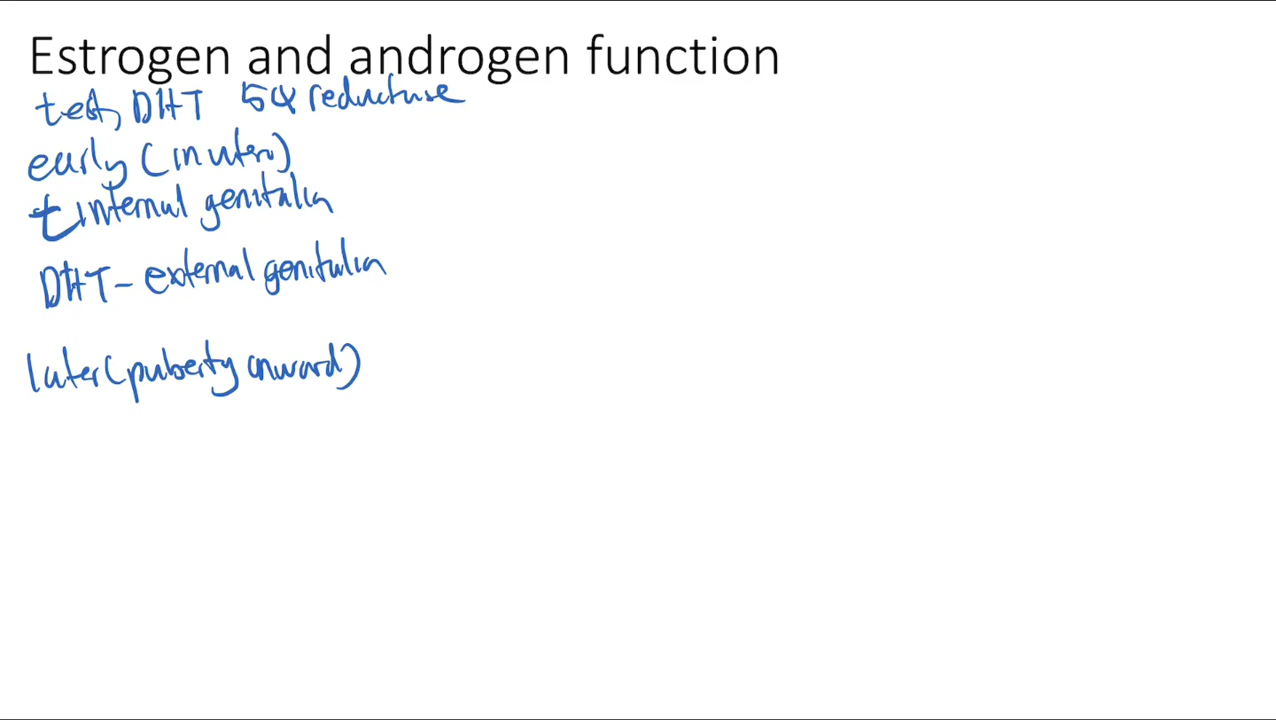 Estrogen and androgen function
test, DHT 5α reductase
early (in utero)
t internal genitalia
DHT - external genitalia
later (puberty onward)